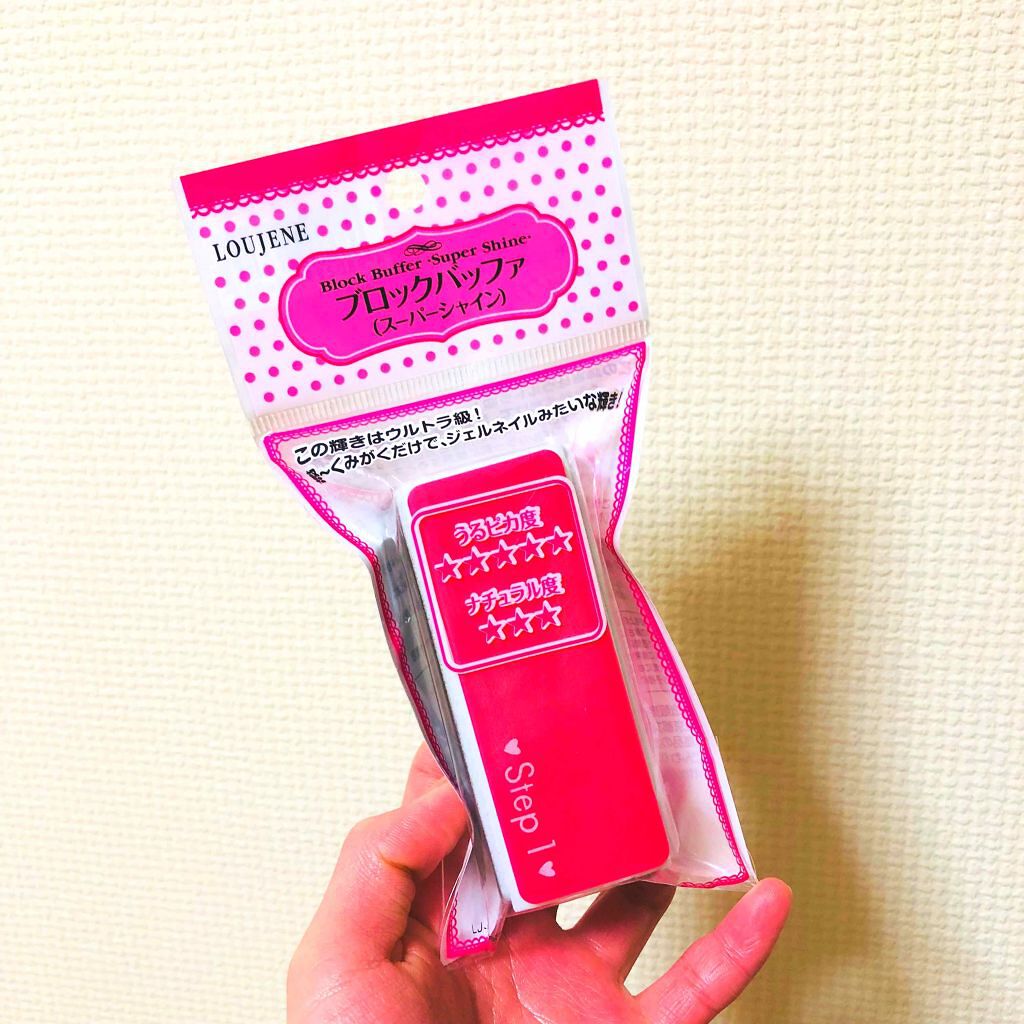 LOUJENE
Block Buffer ·Super Shine·
ブロックバッファ
(スーパーシャイン)
この輝きはウルトラ級!
くみがくだけで、ジェルネイルみたいな輝き!
うるピカ度
☆☆☆☆☆
ナチュラル度
☆☆☆
♥Step 1♥